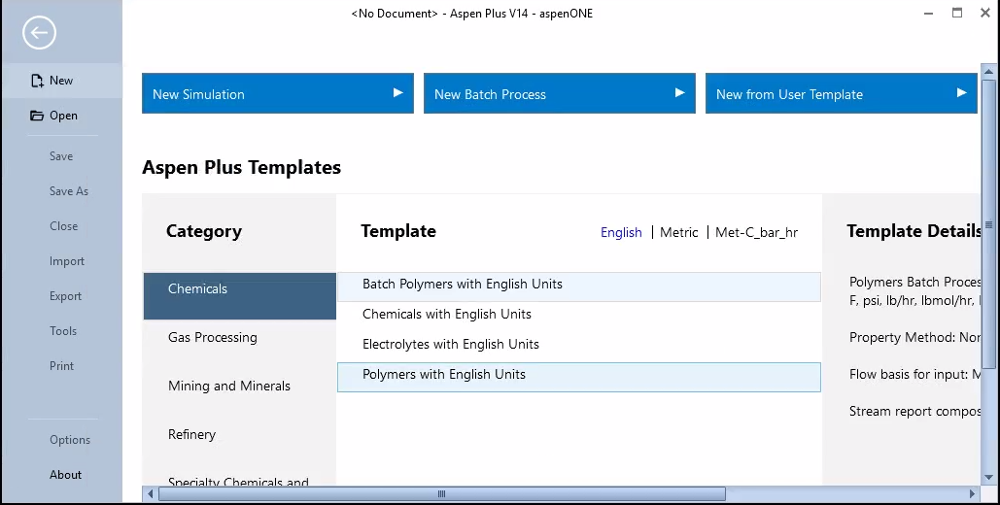 <No Document> - Aspen Plus V14 - aspenONE
New
Open
Save
Save As
Close
Import
Export
Tools
Print
Options
About
New Simulation
New Batch Process
New from User Template
Aspen Plus Templates
Category
Chemicals
Gas Processing
Mining and Minerals
Refinery
Specialty Chemicals and
Template
English | Metric | Met-C_bar_hr
Batch Polymers with English Units
Chemicals with English Units
Electrolytes with English Units
Polymers with English Units
Template Details
Polymers Batch Proces
F, psi, lb/hr, lbmol/hr,
Property Method: Non
Flow basis for input: M
Stream report compos